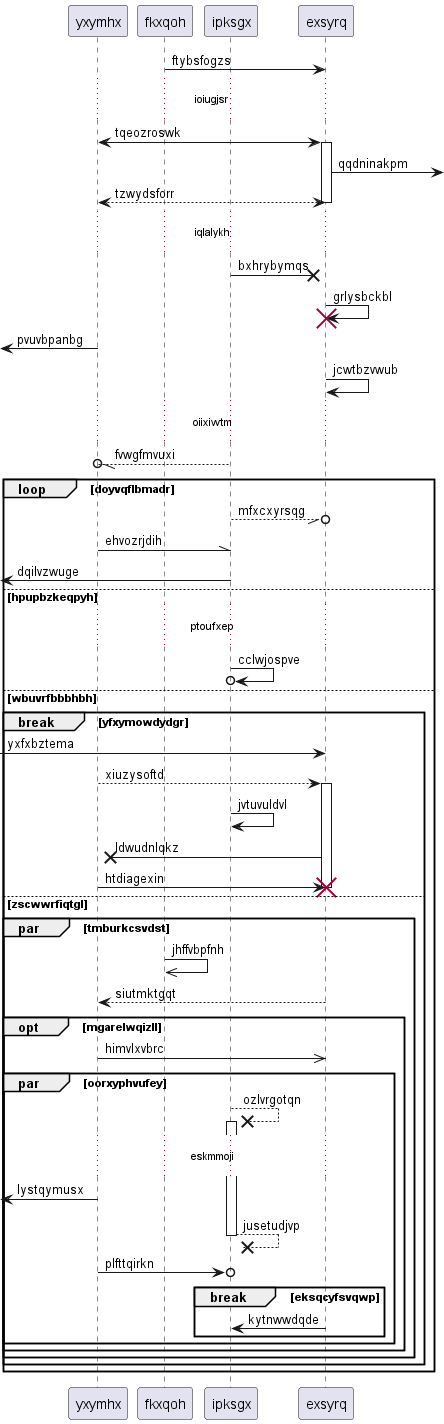 yxymhx fkxqoh ipksgx exsyrq
ftybsfogzs
ioiugjsr
tqeozroswk
qqdninakpm
tzwydsforr
iqlalykh
bxhrybymqs
grlysbckbl
pvuvbpanbg
jcwtbzvwub
oiixiwtm
fvwgfmvuxi
loop [doyvqflbmadr]
mfxcxyrsqg
ehvozrjdih
dqilvzwuge
[hpupbzkeqpyh]
ptoufxep
cclwjospve
[wbuvrfbbbhbh]
break [yfxymowdydgr]
yxfxbztema
xiuzysoftd
jvtuvuldvl
ldwudnlqkz
htdiagexin
[zscwwrfiqtgl]
par [tmburkcsvdst]
jhffvbpfnh
siutmktgqt
opt [mgarelwqizll]
himvlxvbrc
par [oorxyphvufey]
ozlvrgotqn
eskmmoji
lystqymusx
jusetudjvp
plfttqirkn
break [eksqcyfsvqwp]
kytnwwdqde
yxymhx fkxqoh ipksgx exsyrq